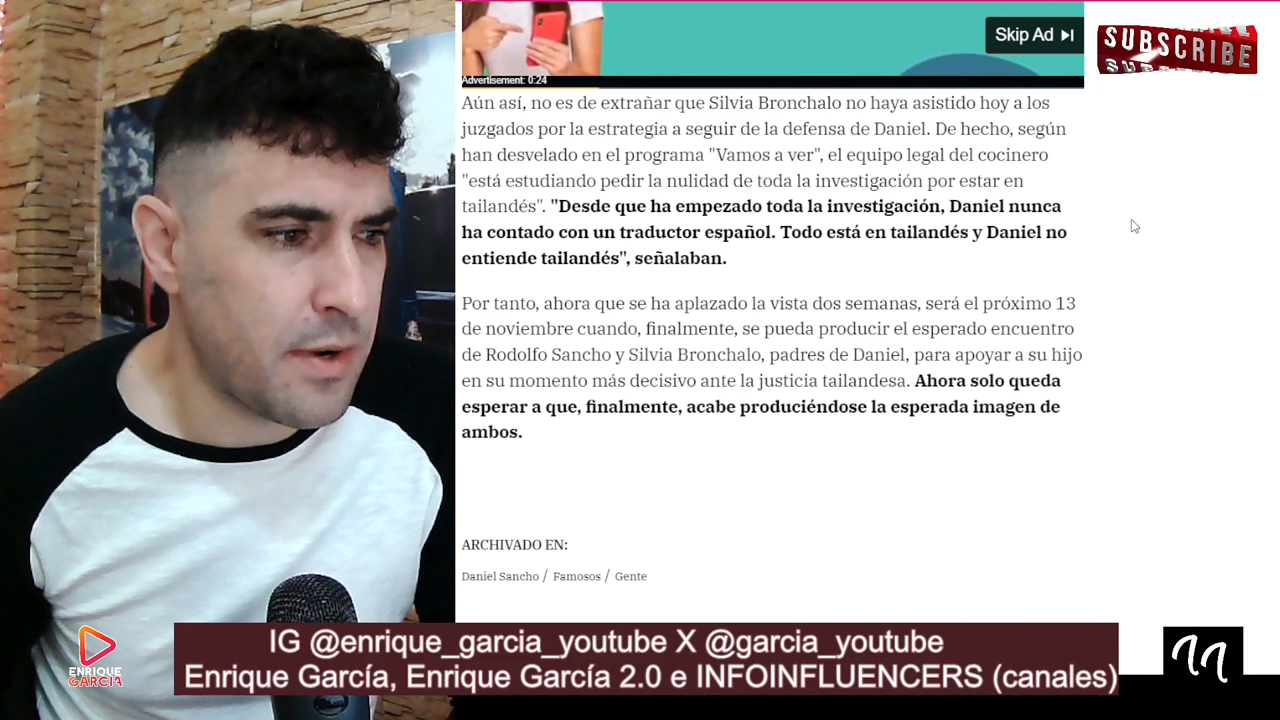 Skip Ad
SUBSCRIBE
Advertisement: 0:24
Aún así, no es de extrañar que Silvia Bronchalo no haya asistido hoy a los
juzgados por la estrategia a seguir de la defensa de Daniel. De hecho, según
han desvelado en el programa "Vamos a ver", el equipo legal del cocinero
"está estudiando pedir la nulidad de toda la investigación por estar en
tailandés". "Desde que ha empezado toda la investigación, Daniel nunca
ha contado con un traductor español. Todo está en tailandés y Daniel no
entiende tailandés", señalaban.
Por tanto, ahora que se ha aplazado la vista dos semanas, será el próximo 13
de noviembre cuando, finalmente, se pueda producir el esperado encuentro
de Rodolfo Sancho y Silvia Bronchalo, padres de Daniel, para apoyar a su hijo
en su momento más decisivo ante la justicia tailandesa. Ahora solo queda
esperar a que, finalmente, acabe produciéndose la esperada imagen de
ambos.
ARCHIVADO EN:
Daniel Sancho / Famosos / Gente
IG @enrique_garcia_youtube X @garcia_youtube
Enrique García, Enrique García 2.0 e INFONFLUENCERS (canales)
ENRIQUE
GARCÍA